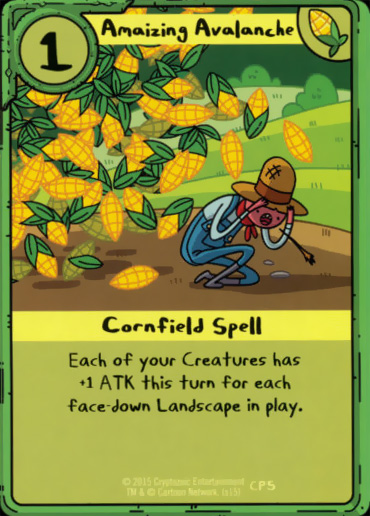 1
Amaizing Avalanche
Cornfield Spell
Each of your Creatures has
+1 ATK this turn for each
face-down Landscape in play.
© 2015 Cryptozoic Entertainment
TM & © Cartoon Network. (s15)
CP5